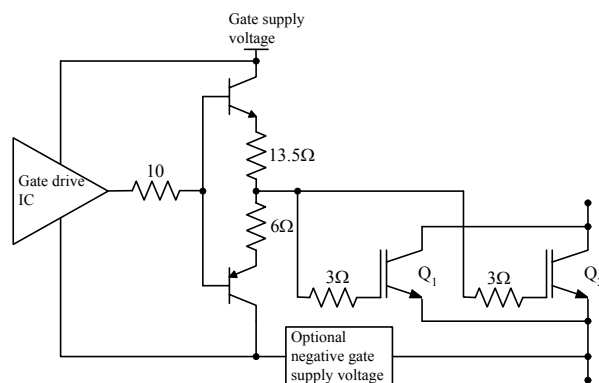 Gate supply
voltage
13.5Ω
10
Gate drive
IC
6Ω
3Ω
Q1
3Ω
Optional
negative gate
supply voltage